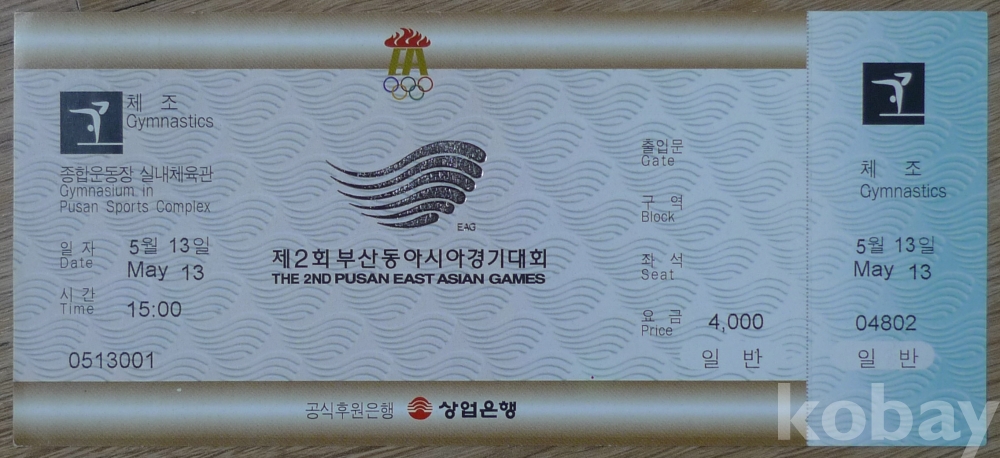 체 조
Gymnastics
종합운동장 실내체육관
Gymnasium in
Pusan Sports Complex
일 자 5월 13일
Date May 13
시 간
Time 15:00
0513001
EAG
제2회 부산동아시아경기대회
THE 2ND PUSAN EAST ASIAN GAMES
출입문
Gate
구 역
Block
좌 석
Seat
요 금
Price 4,000
일 반
공식후원은행 상업은행
체 조
Gymnastics
5월 13일
May 13
04802
일 반
kobay